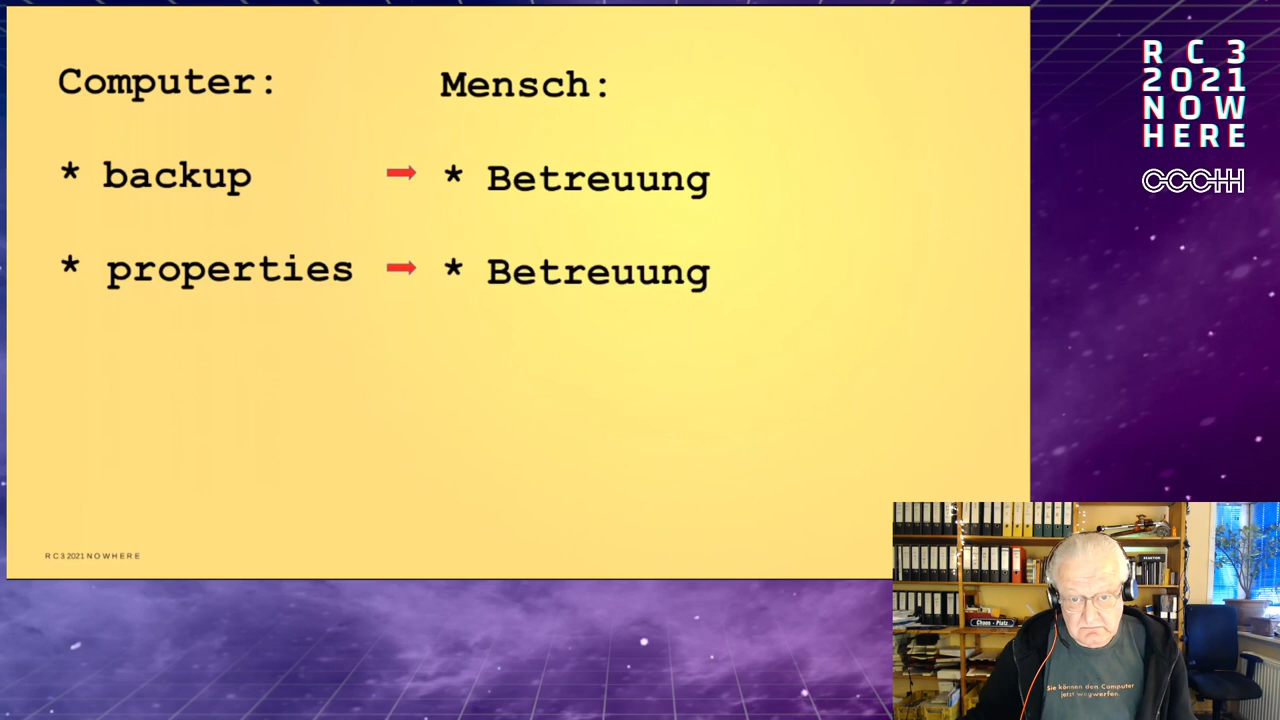 Computer:
Mensch:
* backup
* Betreuung
* properties
* Betreuung
RC3 2021 NOWHERE
R C 3
2021
N O W
HERE
CCCHH
REAKTION
Chaos - Platz
Sie können den Computer
jetzt wegwerfen.